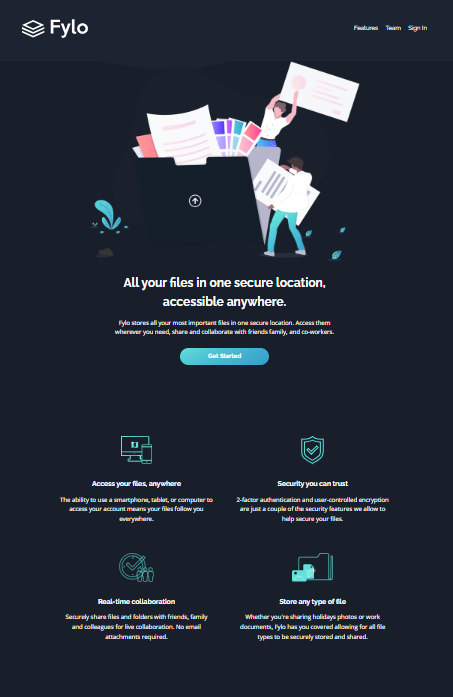 Fylo
Features Team Sign In
All your files in one secure location,
accessible anywhere.
Fylo stores all your most important files in one secure location. Access them
wherever you need, share and collaborate with friends family, and co-workers.
Get Started
Access your files, anywhere
The ability to use a smartphone, tablet, or computer to
access your account means your files follow you
everywhere.
Security you can trust
2-factor authentication and user-controlled encryption
are just a couple of the security features we allow to
help secure your files.
Real-time collaboration
Securely share files and folders with friends, family
and colleagues for live collaboration. No email
attachments required.
Store any type of file
Whether you're sharing holidays photos or work
documents, Fylo has you covered allowing for all file
types to be securely stored and shared.